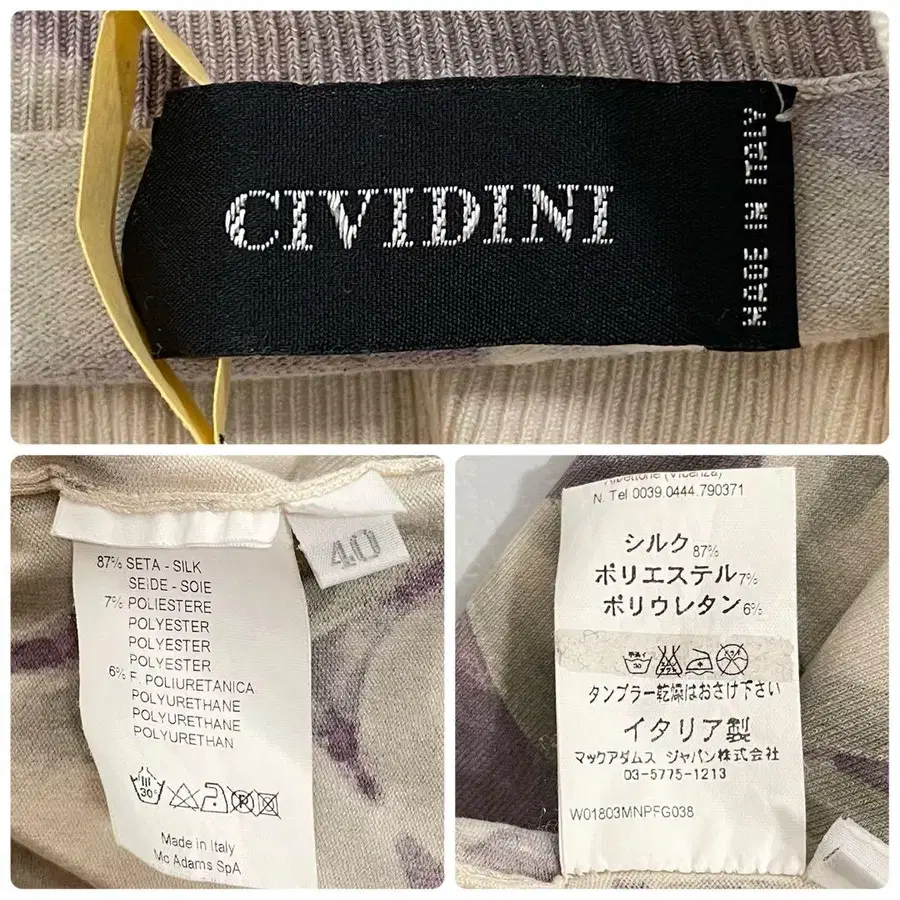 CIVIDINI
MADE IN ITALY
40
87% SETA - SILK
SEIDE - SOIE
7% POLIESTERE
POLYESTER
POLYESTER
POLYESTER
6% F. POLIURETANICA
POLYURETHANE
POLYURETHANE
POLYURETHAN
30°
P
Made in Italy
Mc Adams SpA
(Vicenza)
N. Tel 0039.0444.790371
シルク87%
ポリエステル7%
ポリウレタン6%
30
タンブラー乾燥はおさけ下さい
イタリア製
マックアダムス ジャパン株式会社
03-5775-1213
W01803MNPFG038